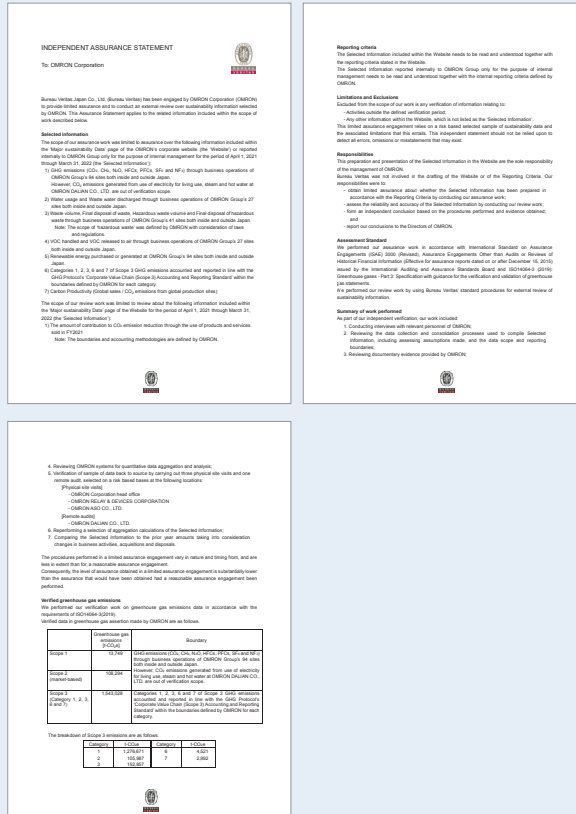 INDEPENDENT ASSURANCE STATEMENT
To: OMRON Corporation
Bureau Veritas Japan Co., Ltd. (Bureau Veritas) has been engaged by OMRON Corporation (OMRON)
to provide limited assurance and to conduct an external review over sustainability information selected
by OMRON. This Assurance Statement applies to the related information included within the scope of
work described below.
Selected information
The scope of our assurance work was limited to assurance over the following information included within
the 'Major sustainability Data' page of the OMRON's corporate website (the 'Website') or reported
internally to OMRON Group only for the purpose of internal management for the period of April 1, 2021
through March 31, 2022 (the 'Selected Information'):
1) GHG emissions (CO₂, CH₄, N₂O, HFCs, PFCs, SF₆ and NF₃) through business operations of
OMRON Group's 94 sites both inside and outside Japan.
However, CO₂ emissions generated from use of electricity for living use, steam and hot water at
OMRON DALIAN CO., LTD. are out of verification scope.
2) Water usage and Waste water discharged through business operations of OMRON Group's 27
sites both inside and outside Japan.
3) Waste volume, Final disposal of waste, Hazardous waste volume and Final disposal of hazardous
waste through business operations of OMRON Group's 41 sites both inside and outside Japan.
Note: The scope of 'hazardous waste' was defined by OMRON with consideration of laws
and regulations.
4) VOC handled and VOC released to air through business operations of OMRON Group's 27 sites
both inside and outside Japan.
5) Renewable energy purchased or generated at OMRON Group's 94 sites both inside and outside
Japan.
6) Categories 1, 2, 3, 6 and 7 of Scope 3 GHG emissions accounted and reported in line with the
GHG Protocol's 'Corporate Value Chain (Scope 3) Accounting and Reporting Standard' within the
boundaries defined by OMRON for each category.
7) Carbon Productivity (Global sales / CO₂ emissions from global production sites)
The scope of our review work was limited to review about the following information included within
the 'Major sustainability Data' page of the Website for the period of April 1, 2021 through March 31,
2022 (the 'Selected Information'):
1) The amount of contribution to CO₂ emission reduction through the use of products and services
sold in FY2021
Note: The boundaries and accounting methodologies are defined by OMRON.
Reporting criteria
The Selected Information included within the Website needs to be read and understood together with
the reporting criteria stated in the Website.
The Selected Information reported internally to OMRON Group only for the purpose of internal
management needs to be read and understood together with the internal reporting criteria defined by
OMRON.
Limitations and Exclusions
Excluded from the scope of our work is any verification of information relating to:
- Activities outside the defined verification period;
- Any other information within the Website, which is not listed as the 'Selected Information'.
This limited assurance engagement relies on a risk based selected sample of sustainability data and
the associated limitations that this entails. This independent statement should not be relied upon to
detect all errors, omissions or misstatements that may exist.
Responsibilities
This preparation and presentation of the Selected Information in the Website are the sole responsibility
of the management of OMRON.
Bureau Veritas was not involved in the drafting of the Website or of the Reporting Criteria. Our
responsibilities were to:
- obtain limited assurance about whether the Selected Information has been prepared in
accordance with the Reporting Criteria by conducting our assurance work;
- assess the reliability and accuracy of the Selected Information by conducting our review work;
- form an independent conclusion based on the procedures performed and evidence obtained;
and
- report our conclusions to the Directors of OMRON.
Assessment Standard
We performed our assurance work in accordance with International Standard on Assurance
Engagements (ISAE) 3000 (Revised), Assurance Engagements Other than Audits or Reviews of
Historical Financial Information (Effective for assurance reports dated on or after December 15, 2015)
issued by the International Auditing and Assurance Standards Board and ISO14064-3 (2019):
Greenhouse gases - Part 3: Specification with guidance for the verification and validation of greenhouse
gas statements.
We performed our review work by using Bureau Veritas' standard procedures for external review of
sustainability information.
Summary of work performed
As part of our independent verification, our work included:
1. Conducting interviews with relevant personnel of OMRON;
2. Reviewing the data collection and consolidation processes used to compile Selected
Information, including assessing assumptions made, and the data scope and reporting
boundaries;
3. Reviewing documentary evidence provided by OMRON;
4. Reviewing OMRON systems for quantitative data aggregation and analysis;
5. Verification of sample of data back to source by carrying out three physical site visits and one
remote audit, selected on a risk based bases at the following locations:
[Physical site visits]
- OMRON Corporation head office
- OMRON RELAY & DEVICES CORPORATION
- OMRON ASO CO., LTD.
[Remote audits]
- OMRON DALIAN CO., LTD.
6. Reperforming a selection of aggregation calculations of the Selected Information;
7. Comparing the Selected Information to the prior year amounts taking into consideration
changes in business activities, acquisitions and disposals.
The procedures performed in a limited assurance engagement vary in nature and timing from, and are
less in extent than for, a reasonable assurance engagement.
Consequently, the level of assurance obtained in a limited assurance engagement is substantially lower
than the assurance that would have been obtained had a reasonable assurance engagement been
performed.
Verified greenhouse gas emissions
We performed our verification work on greenhouse gas emissions data in accordance with the
requirements of ISO14064-3(2019).
Verified data in greenhouse gas assertion made by OMRON are as follows.
Greenhouse gas
emissions
[t-CO₂e]
Boundary
Scope 1
13,748
GHG emissions (CO₂, CH₄, N₂O, HFCs, PFCs, SF₆ and NF₃)
through business operations of OMRON Group's 94 sites
both inside and outside Japan.
However, CO₂ emissions generated from use of electricity
for living use, steam and hot water at OMRON DALIAN CO.,
LTD. are out of verification scope.
Scope 2
(market-based)
108,294
Scope 3
(Category 1, 2, 3,
6 and 7)
1,543,028
Categories 1, 2, 3, 6 and 7 of Scope 3 GHG emissions
accounted and reported in line with the GHG Protocol's
'Corporate Value Chain (Scope 3) Accounting and Reporting
Standard' within the boundaries defined by OMRON for each
category.
The breakdown of Scope 3 emissions are as follows.
Category t-CO₂e Category t-CO₂e
1 1,276,671 6 4,521
2 105,987 7 2,992
3 152,857